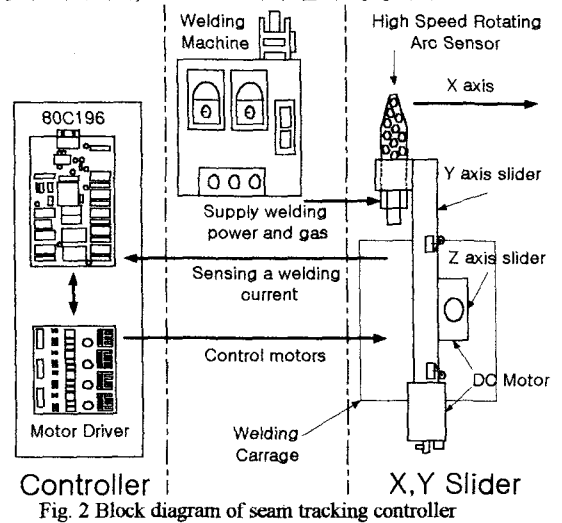 Welding
Machine
High Speed Rotating
Arc Sensor
X axis
80C196
Y axis slider
Supply welding
power and gas
Z axis slider
Sensing a welding
current
Control motors
DC Motor
Motor Driver
Welding
Carrage
Controller
X,Y Slider
Fig. 2 Block diagram of seam tracking controller